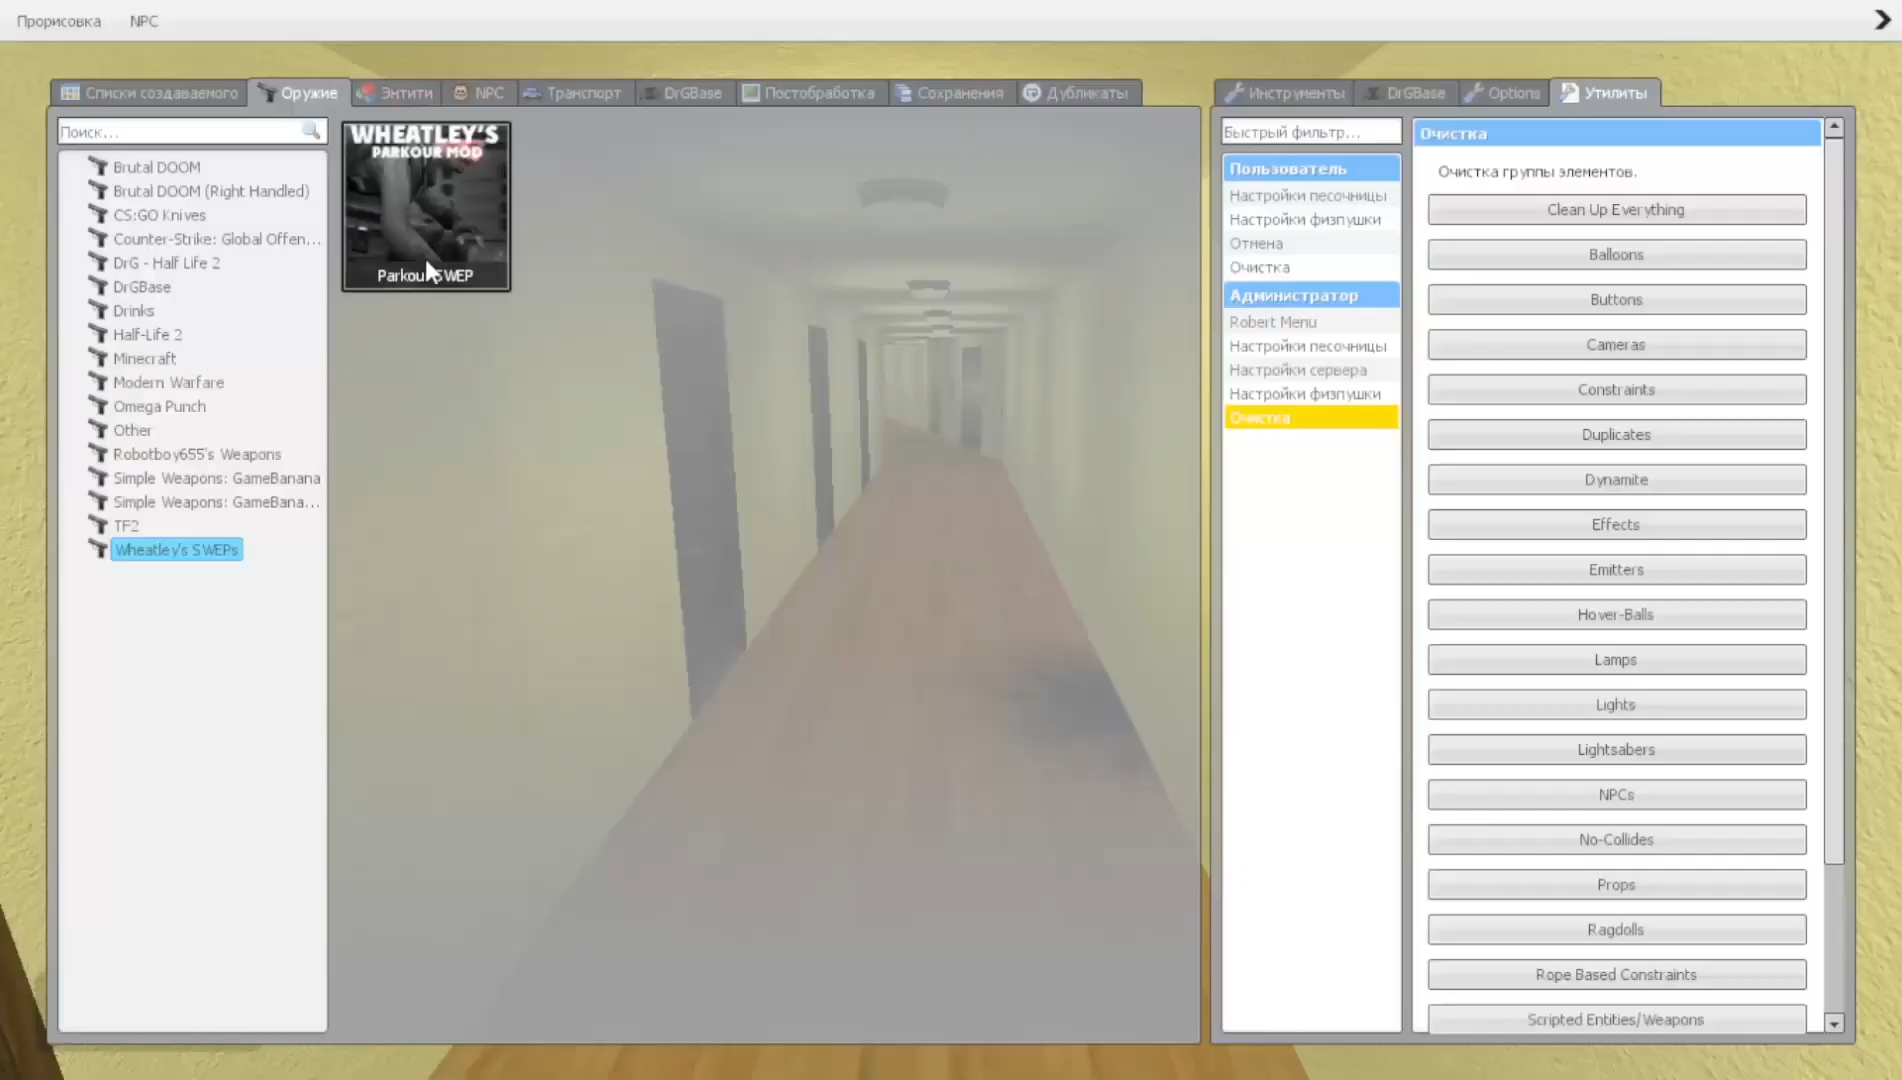 Прорисовка NPC
Списки создаваемого Оружие Энтити NPC Транспорт DrGBase Постобработка Сохранения Дубликаты
Поиск...
Brutal DOOM
Brutal DOOM (Right Handled)
CS:GO Knives
Counter-Strike: Global Offen...
DrG - Half Life 2
DrGBase
Drinks
Half-Life 2
Minecraft
Modern Warfare
Omega Punch
Other
Robotboy655's Weapons
Simple Weapons: GameBanana
Simple Weapons: GameBana...
TF2
Wheatley's SWEPs
WHEATLEY'S
PARKOUR MOD
Parkour SWEP
Инструменты DrGBase Options Утилиты
Быстрый фильтр...
Пользователь
Настройки песочницы
Настройки физпушки
Отмена
Очистка
Администратор
Robert Menu
Настройки песочницы
Настройки сервера
Настройки физпушки
Очистка
Очистка
Очистка группы элементов.
Clean Up Everything
Balloons
Buttons
Cameras
Constraints
Duplicates
Dynamite
Effects
Emitters
Hover-Balls
Lamps
Lights
Lightsabers
NPCs
No-Collides
Props
Ragdolls
Rope Based Constraints
Scripted Entities/Weapons